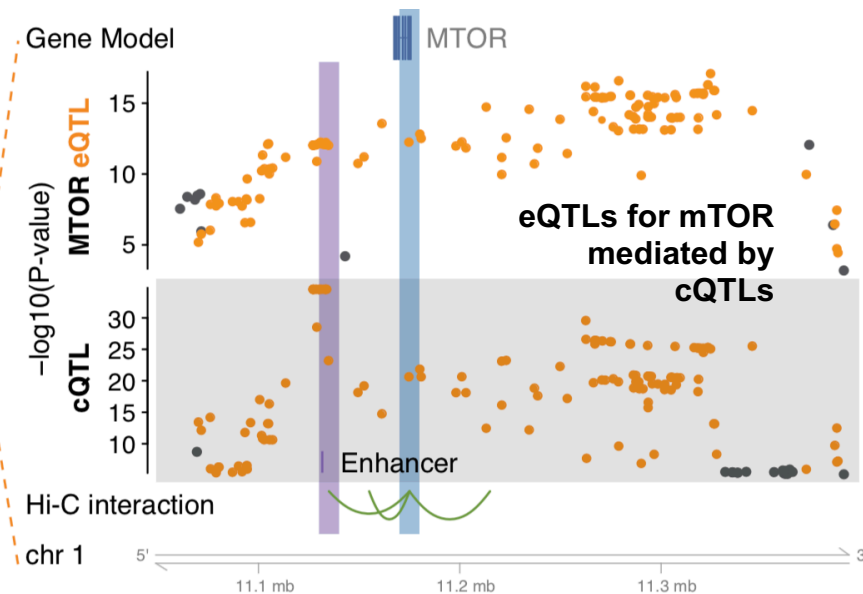 Gene Model
MTOR
−log10(P-value)
MTOR eQTL
15
10
5
eQTLs for mTOR
mediated by
cQTLs
cQTL
30
25
20
15
10
Enhancer
Hi-C interaction
chr 1
5'
3
11.1 mb
11.2 mb
11.3 mb